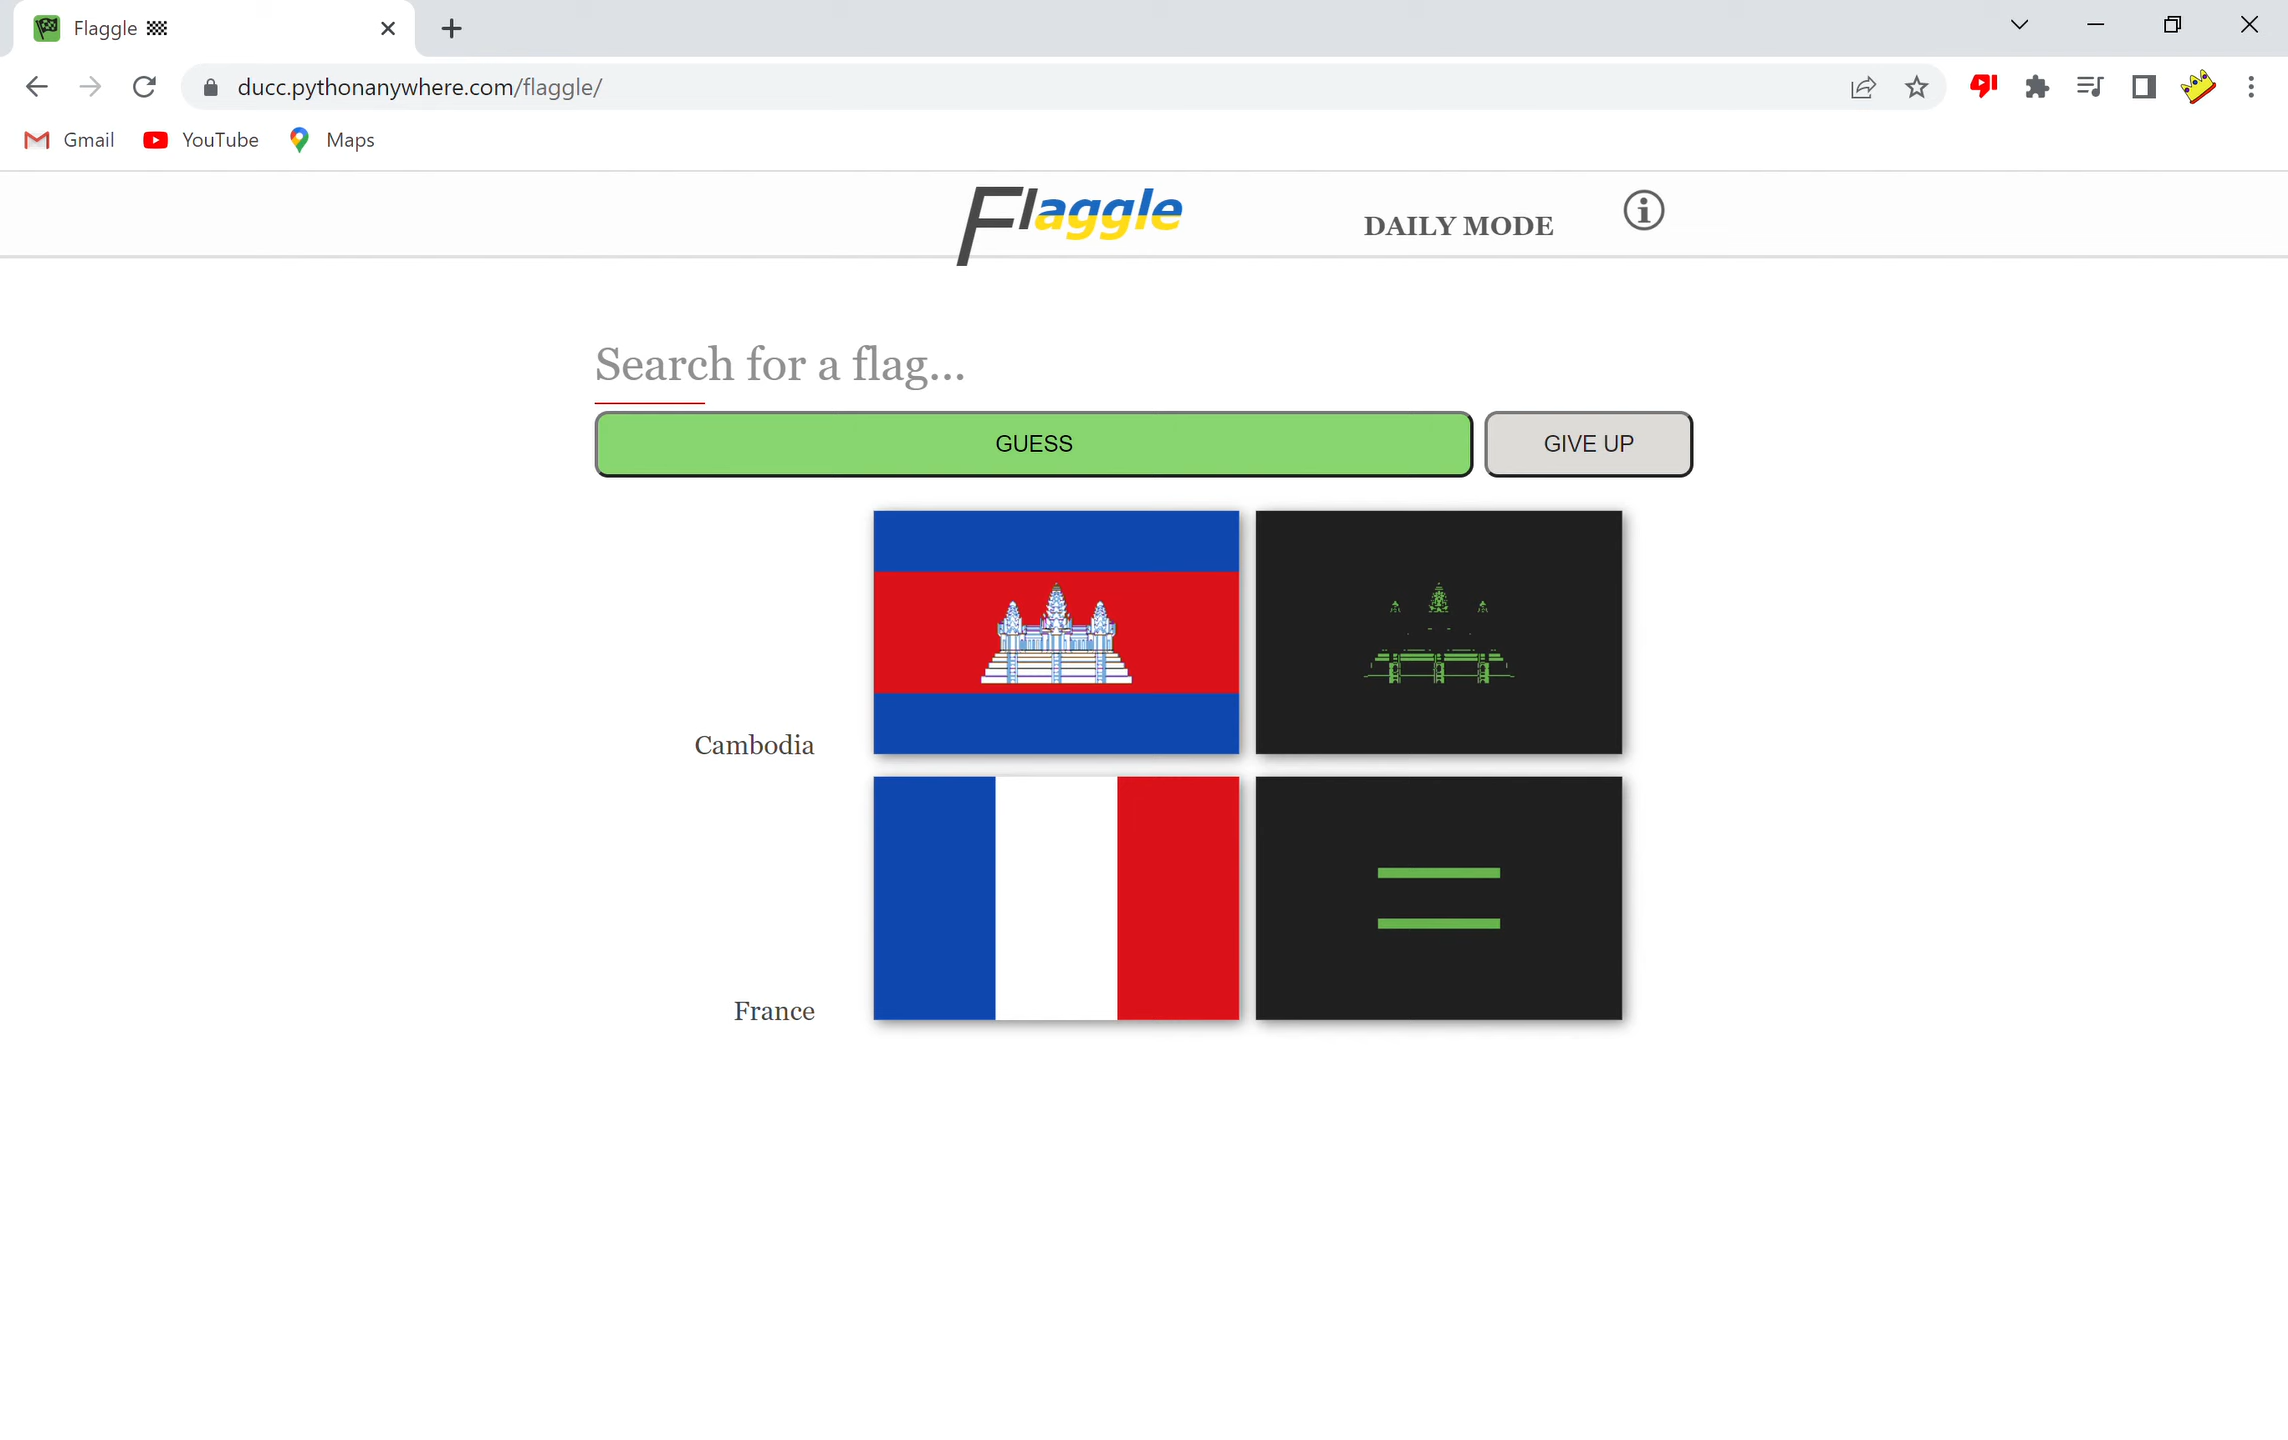 Flaggle
ducc.pythonanywhere.com/flaggle/
Gmail
YouTube
Maps
Flaggle
DAILY MODE
Search for a flag...
GUESS
GIVE UP
Cambodia
France